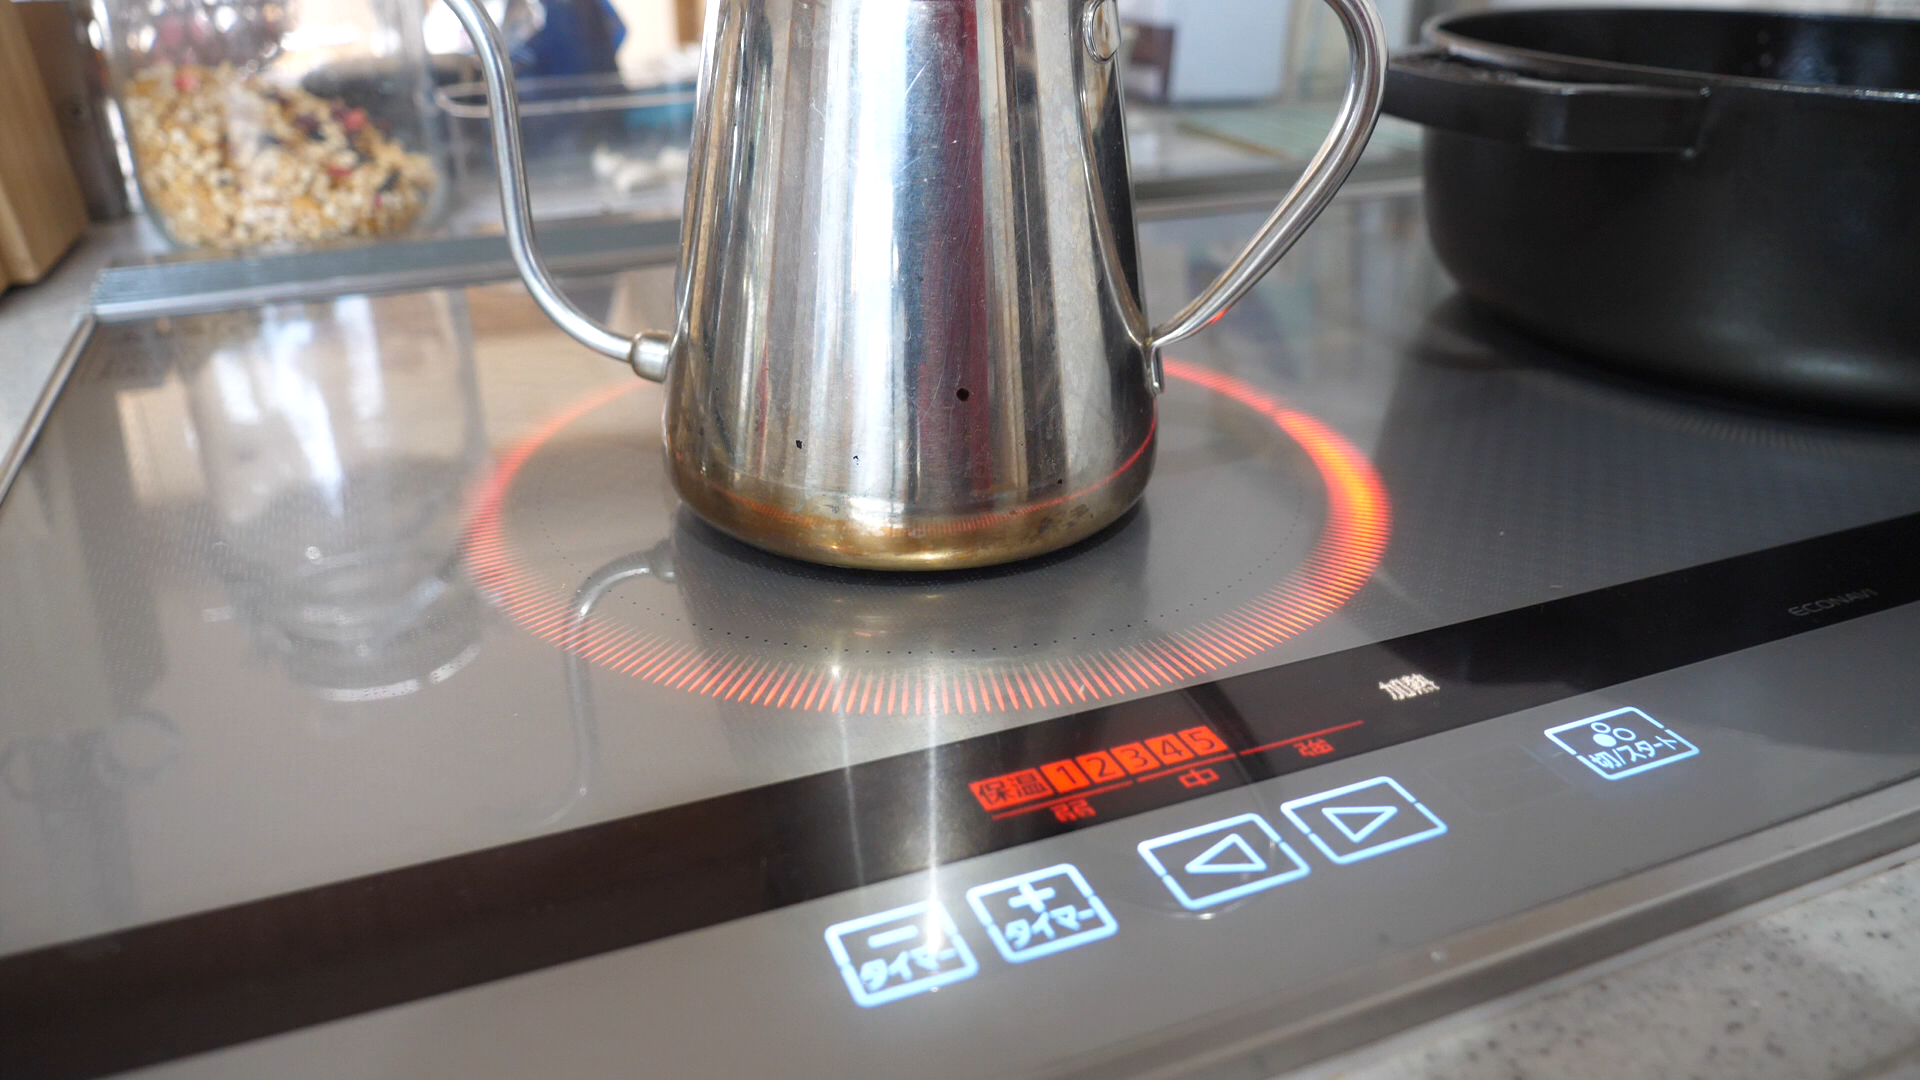 ECONAVI
加熱
保温 1 2 3 4 5
弱 中 強
切/スタート
− タイマー
+ タイマー